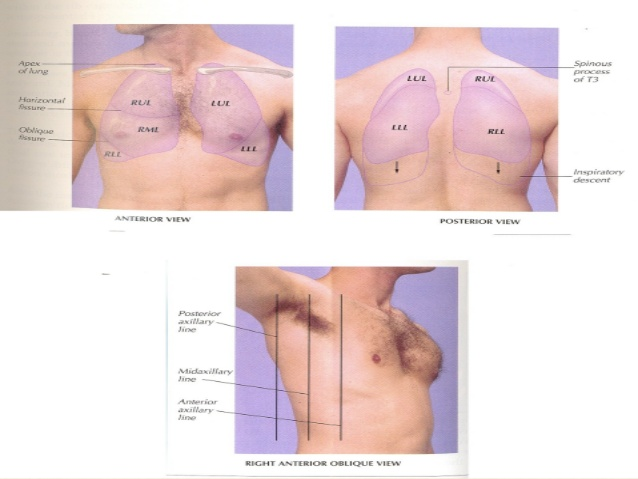 Apex
of lung
Horizontal
fissure
Oblique
fissure
RUL
LUL
RML
RLL
LLL
ANTERIOR VIEW
LUL
RUL
LLL
RLL
Spinous
process
of T3
Inspiratory
descent
POSTERIOR VIEW
Posterior
axillary
line
Midaxillary
line
Anterior
axillary
line
RIGHT ANTERIOR OBLIQUE VIEW